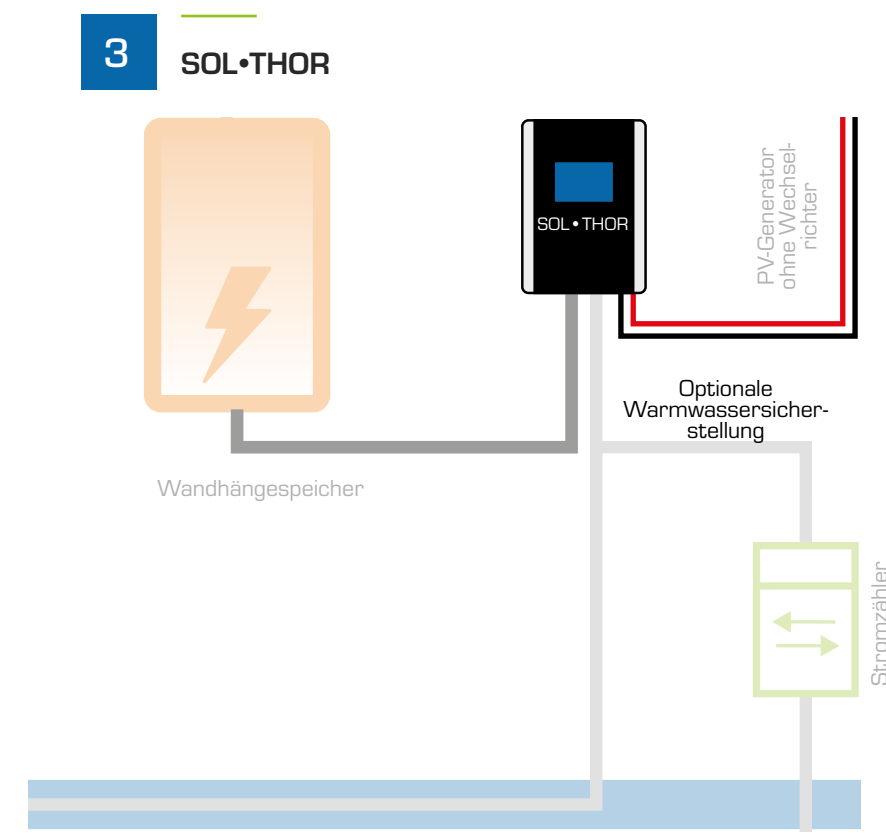 3
SOL•THOR
SOL•THOR
PV-Generator
ohne Wechsel-
richter
Optionale
Warmwassersicher-
stellung
Wandhängespeicher
Stromzähler